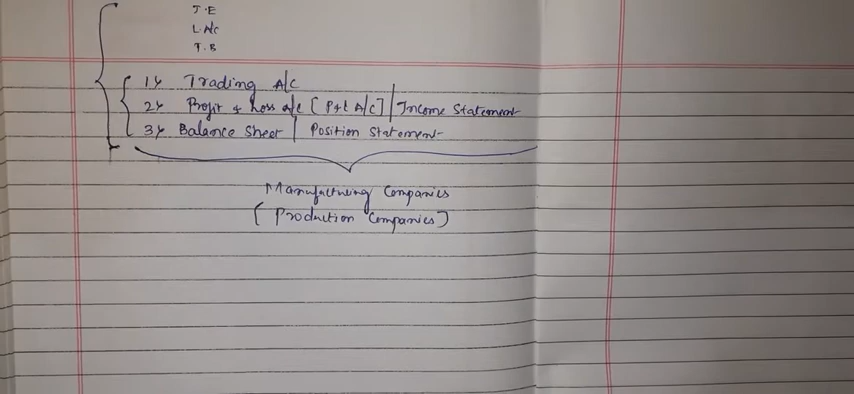 J.E
L.A/c
T.B
1) Trading A/c
2) Profit & Loss a/c [P&L A/C] | Income Statement
3) Balance Sheet | Position Statement
Manufacturing Companies
[Production Companies]